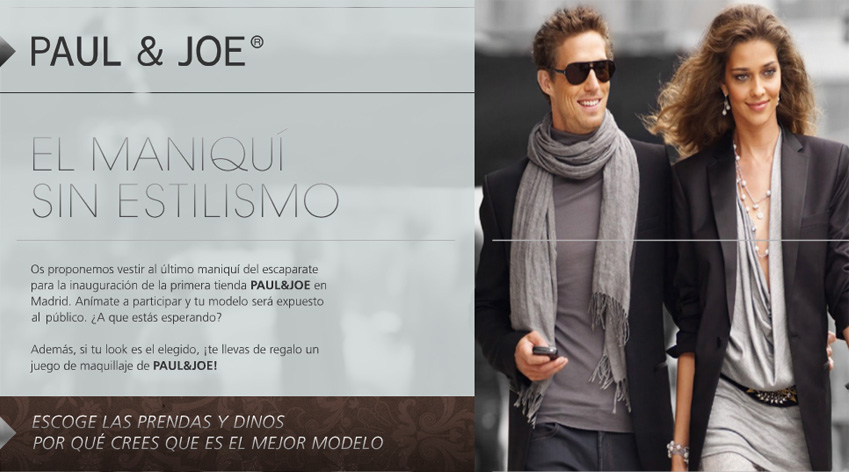 PAUL & JOE®
EL MANIQUÍ
SIN ESTILISMO
Os proponemos vestir al último maniquí del escaparate
para la inauguración de la primera tienda PAUL&JOE en
Madrid. Anímate a participar y tu modelo será expuesto
al público. ¿A que estás esperando?
Además, si tu look es el elegido, ¡te llevas de regalo un
juego de maquillaje de PAUL&JOE!
ESCOGE LAS PRENDAS Y DINOS
POR QUÉ CREES QUE ES EL MEJOR MODELO